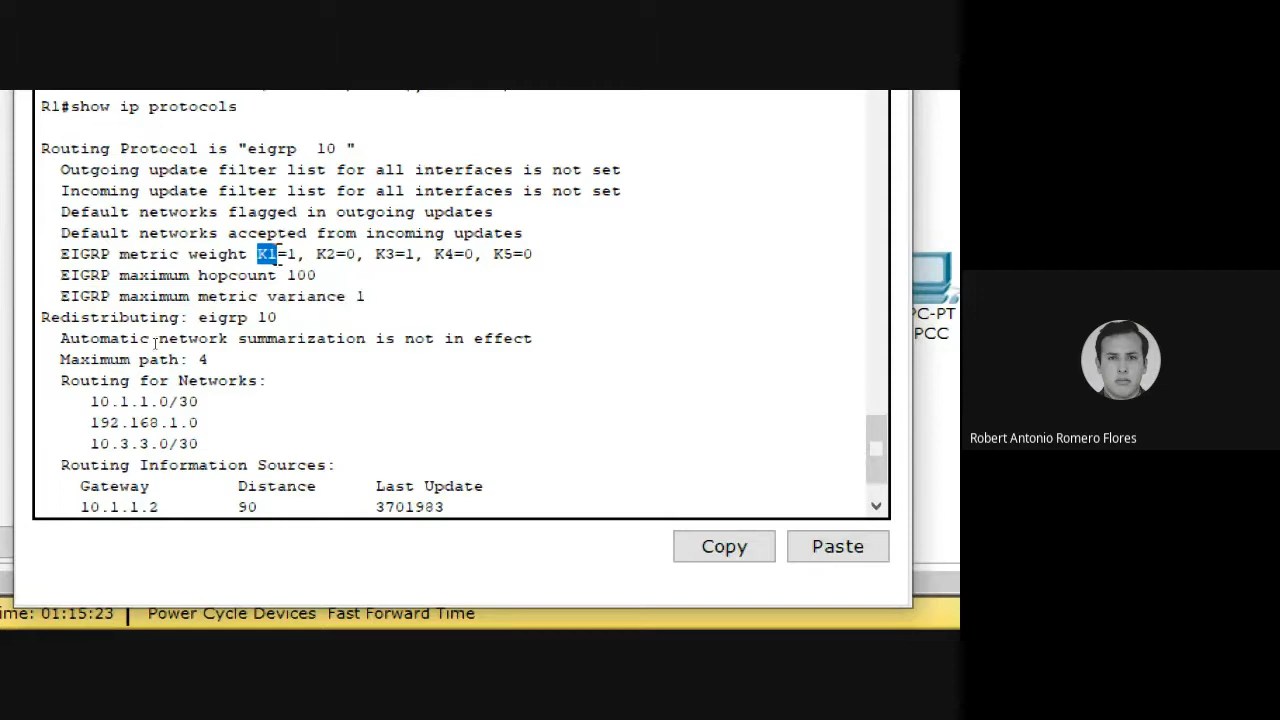 R1#show ip protocols
Routing Protocol is "eigrp  10 "
Outgoing update filter list for all interfaces is not set
Incoming update filter list for all interfaces is not set
Default networks flagged in outgoing updates
Default networks accepted from incoming updates
EIGRP metric weight K1=1, K2=0, K3=1, K4=0, K5=0
EIGRP maximum hopcount 100
EIGRP maximum metric variance 1
Redistributing: eigrp 10
Automatic network summarization is not in effect
Maximum path: 4
Routing for Networks:
10.1.1.0/30
192.168.1.0
10.3.3.0/30
Routing Information Sources:
Gateway Distance Last Update
10.1.1.2 90 3701983
Copy Paste
ime: 01:15:23 Power Cycle Devices Fast Forward Time
PC-PT
PCC
Robert Antonio Romero Flores